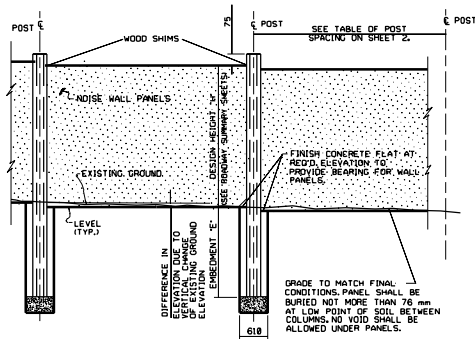 POST ℄
WOOD SHIMS
75
℄ POST
℄
SEE TABLE OF POST
SPACING ON SHEET 2.
NOISE WALL PANELS
DESIGN HEIGHT "H"
(SEE ROADWAY SUMMARY SHEETS)
EXISTING GROUND
FINISH CONCRETE FLAT AT
REQ'D. ELEVATION TO
PROVIDE BEARING FOR WALL
PANELS.
LEVEL
(TYP.)
DIFFERENCE IN
ELEVATION DUE TO
VERTICAL CHANGE
OF EXISTING GROUND
ELEVATION
EMBEDMENT "E"
GRADE TO MATCH FINAL
CONDITIONS. PANEL SHALL BE
BURIED NOT MORE THAN 76 mm
AT LOW POINT OF SOIL BETWEEN
COLUMNS. NO VOID SHALL BE
ALLOWED UNDER PANELS.
610